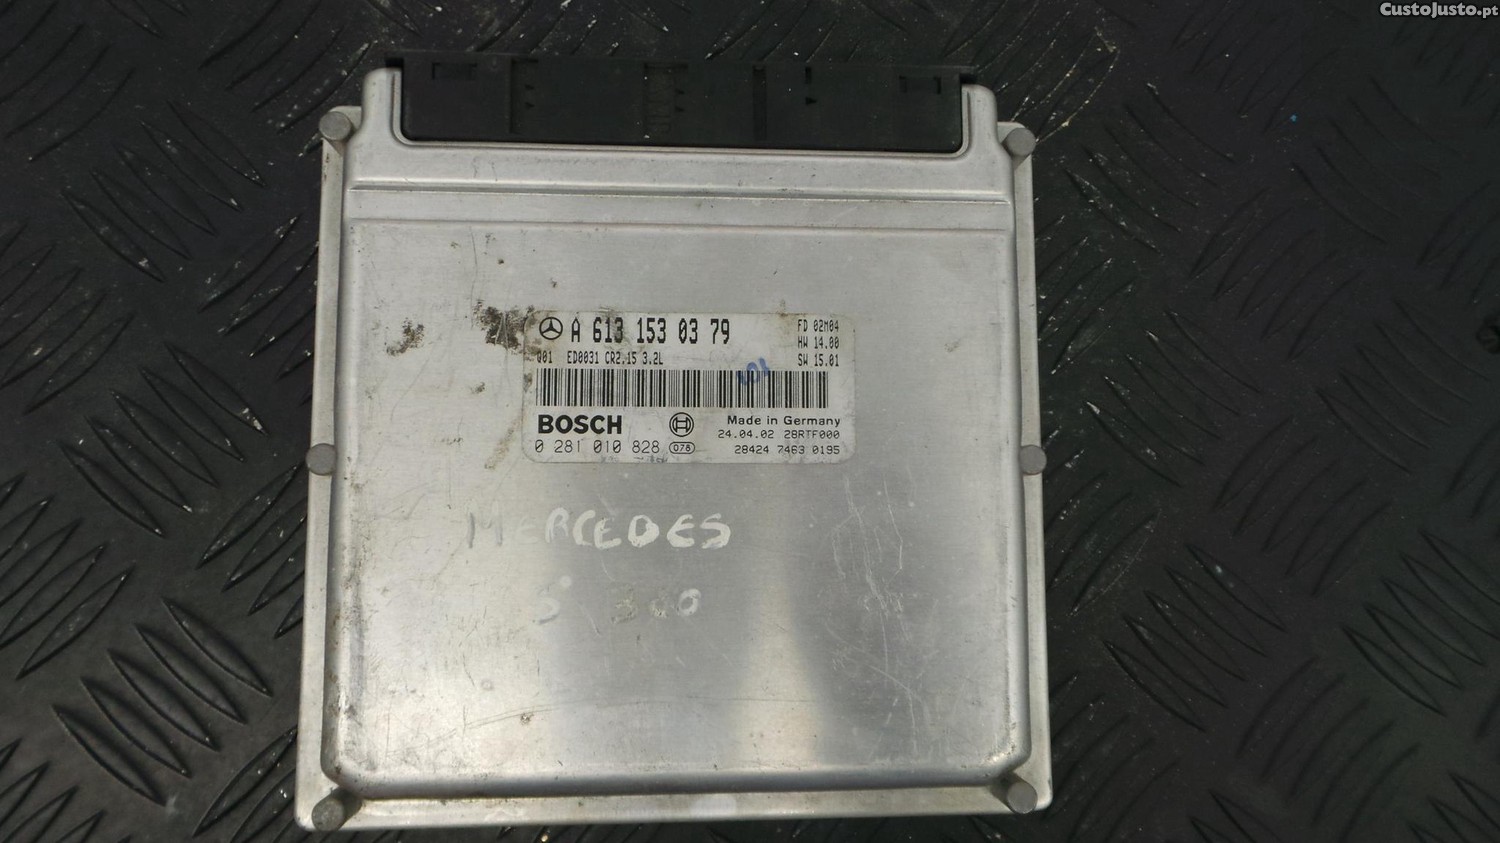 CustoJusto.pt
A 613 153 03 79
FD 02M04
HW 14.00
Q01 ED0031 CR2.15 3.2L
SW 15.01
BOSCH
Made in Germany
24.04.02 28RTF000
0 281 010 828 078
28424 7463 0195
MERCEDES
S